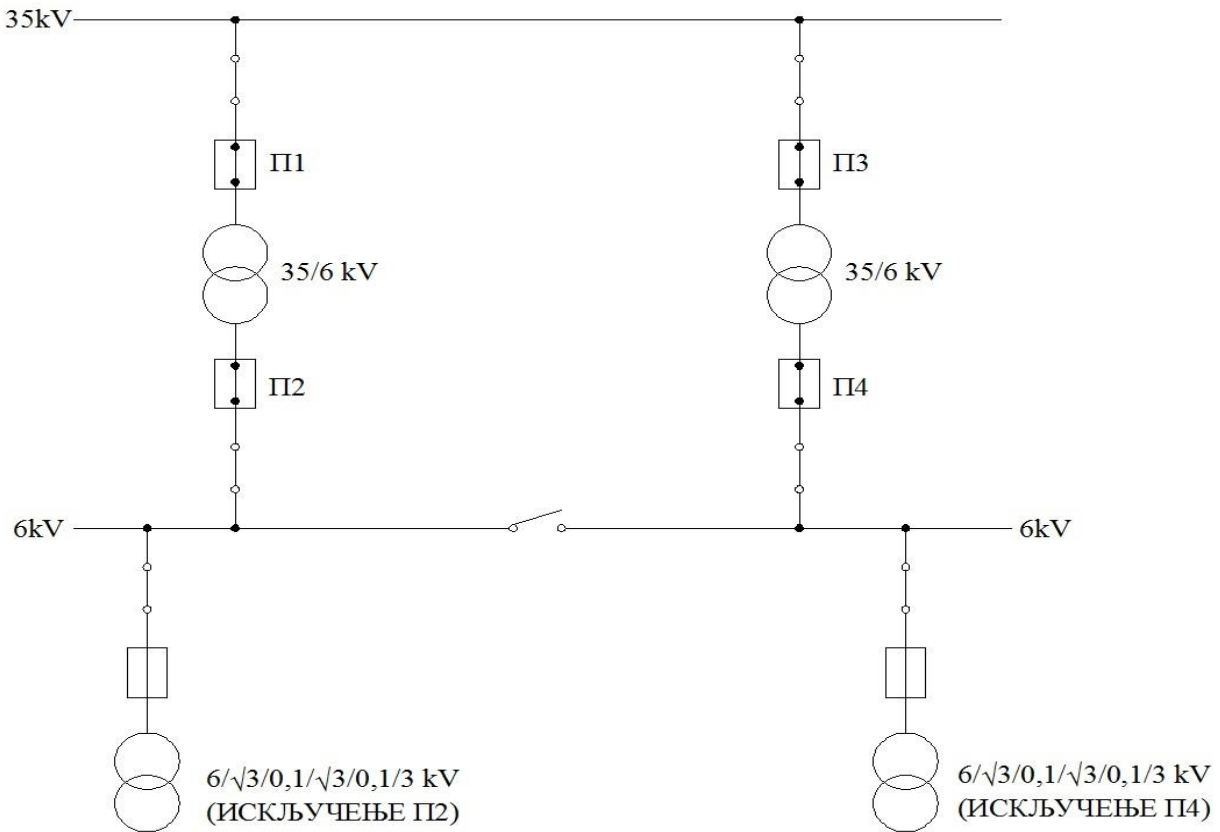 35kV
П1
П3
35/6 kV
35/6 kV
П2
П4
6kV
6kV
6/√3/0,1/√3/0,1/3 kV
(ИСКЉУЧЕЊЕ П2)
6/√3/0,1/√3/0,1/3 kV
(ИСКЉУЧЕЊЕ П4)